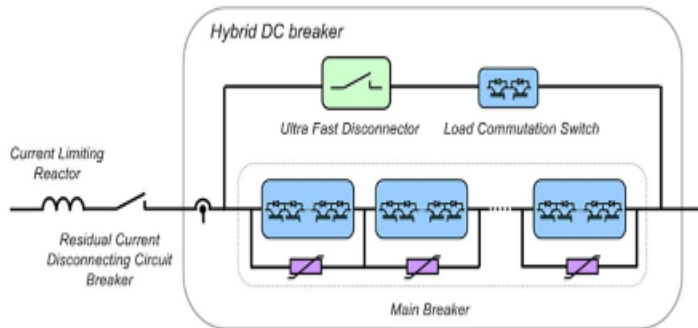 Hybrid DC breaker
Ultra Fast Disconnector
Load Commutation Switch
Current Limiting
Reactor
Residual Current
Disconnecting Circuit
Breaker
Main Breaker